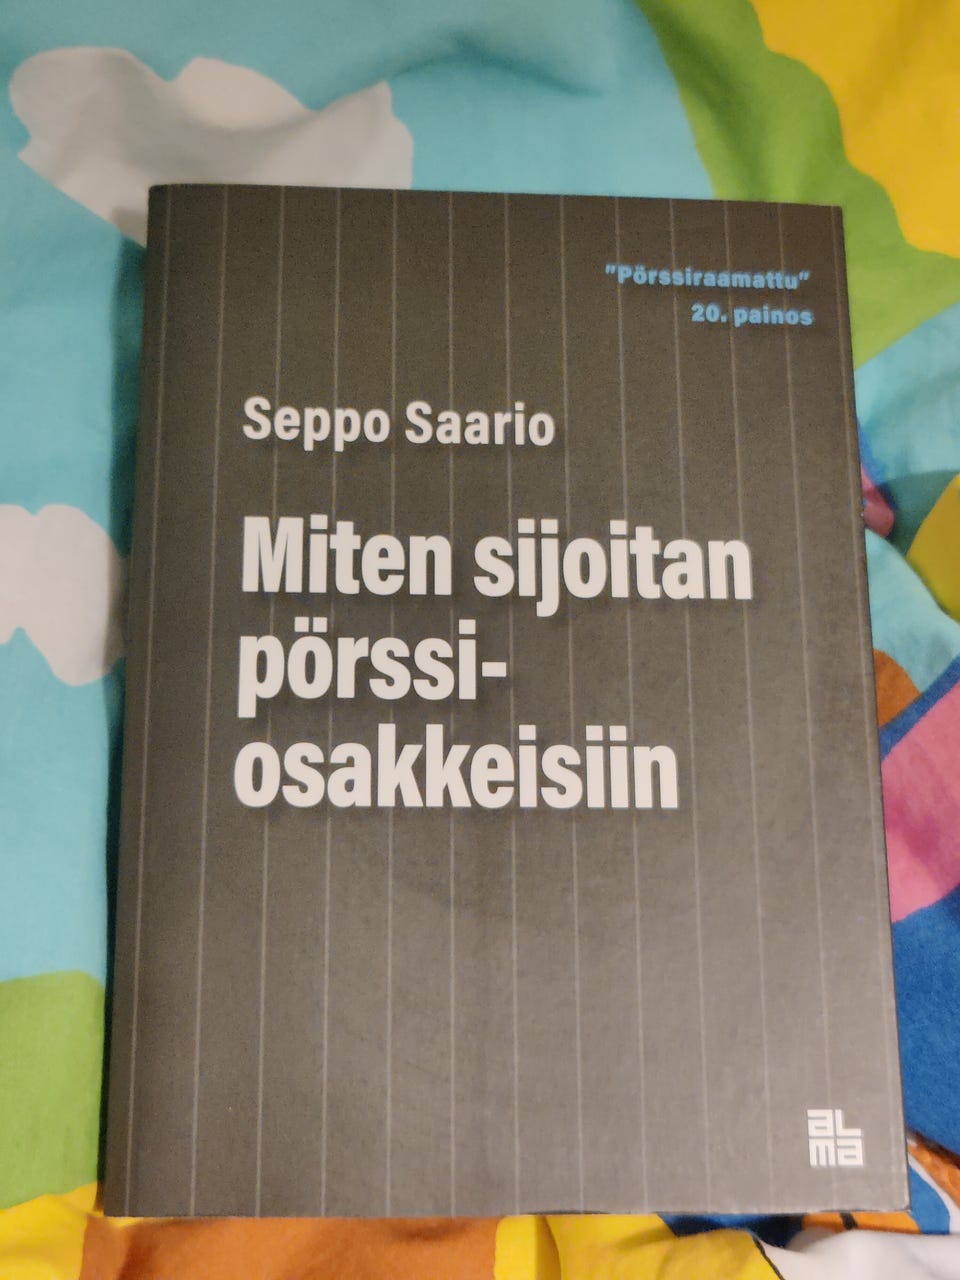 "Pörssiraamattu"
20. painos
Seppo Saario
Miten sijoitan
pörssi-
osakkeisiin
aL
ma